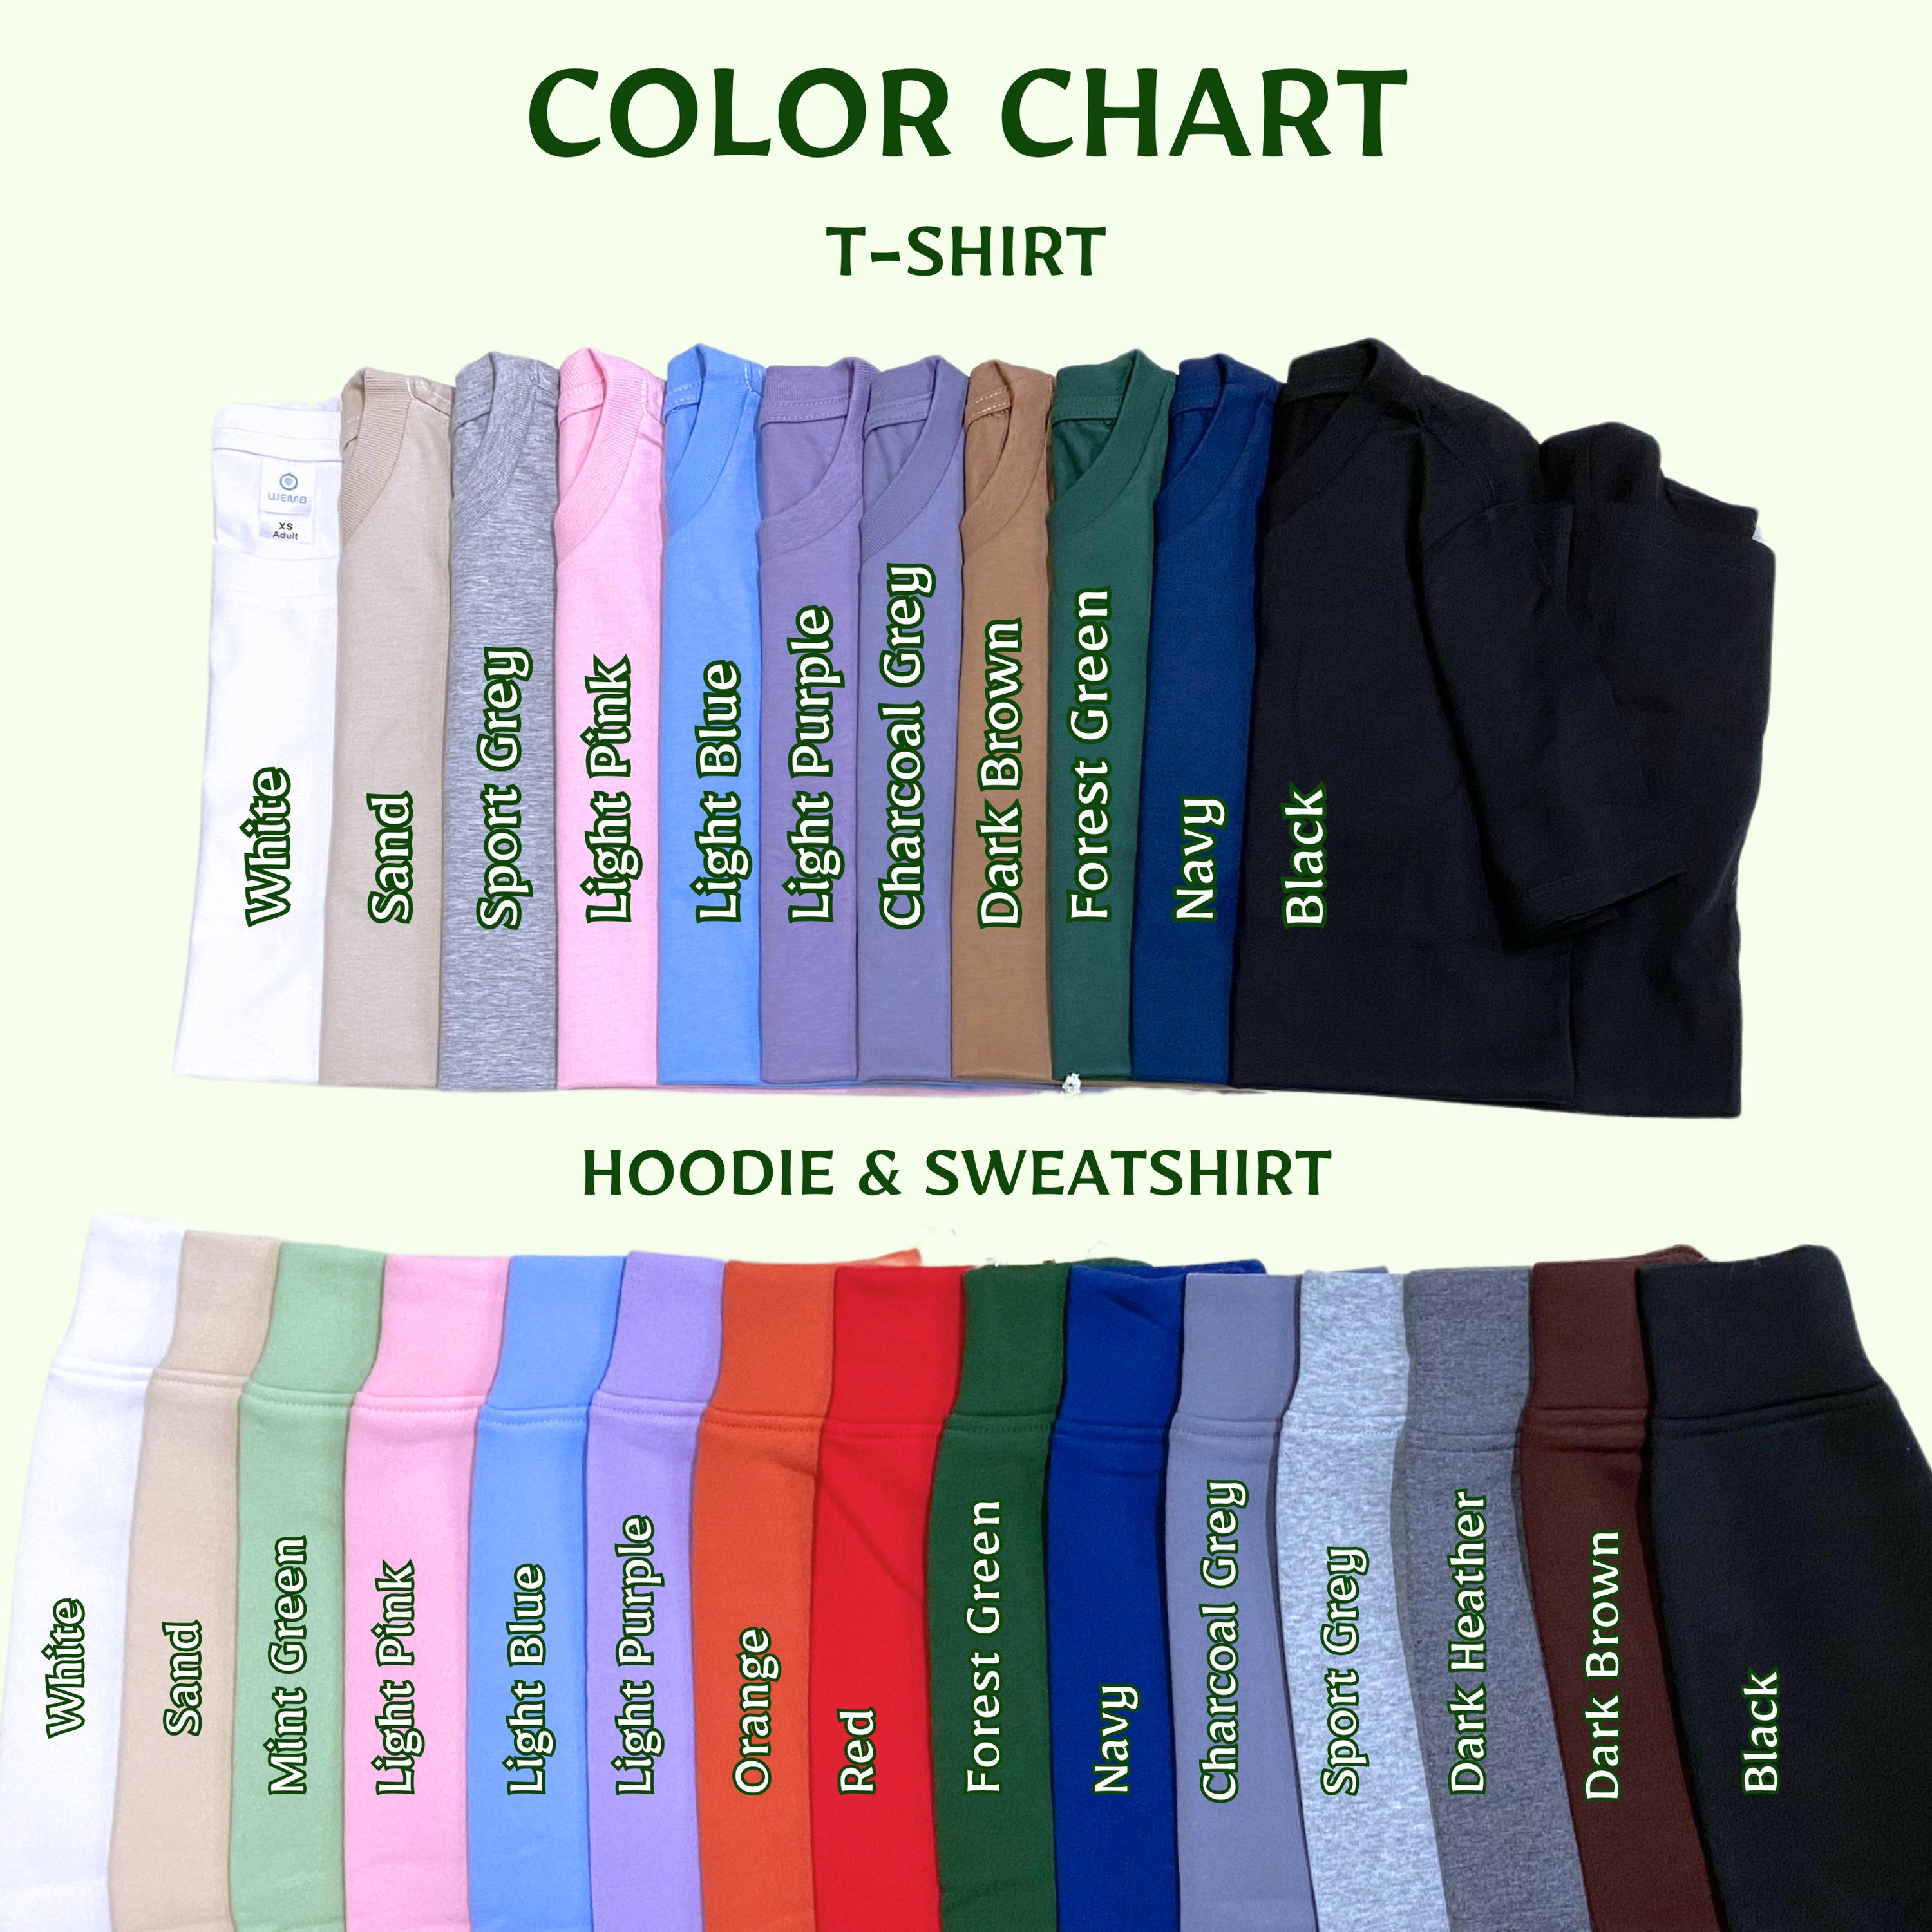 COLOR CHART
T-SHIRT
WEMB
XS
Adult
White
Sand
Sport Grey
Light Pink
Light Blue
Light Purple
Charcoal Grey
Dark Brown
Forest Green
Navy
Black
HOODIE & SWEATSHIRT
White
Sand
Mint Green
Light Pink
Light Blue
Light Purple
Orange
Red
Forest Green
Navy
Charcoal Grey
Sport Grey
Dark Heather
Dark Brown
Black